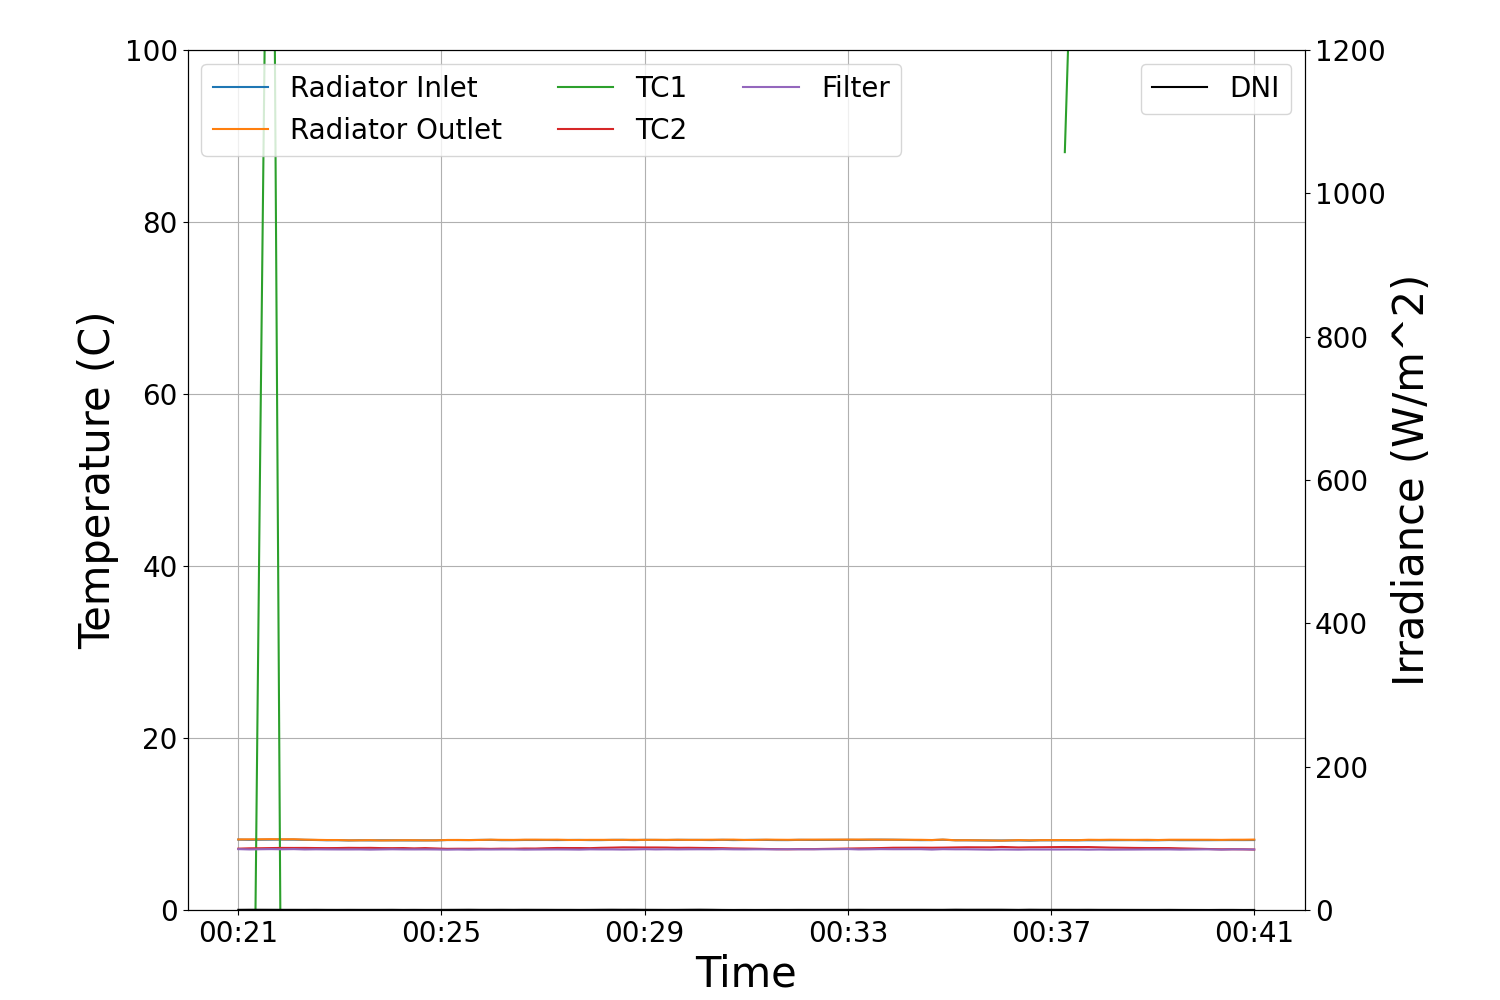 Radiator Inlet
Radiator Outlet
TC1
TC2
Filter
DNI
Temperature (C)
100
80
60
40
20
0
1200
1000
800
600
400
200
0
Irradiance (W/m^2)
00:21 00:25 00:29 00:33 00:37 00:41
Time